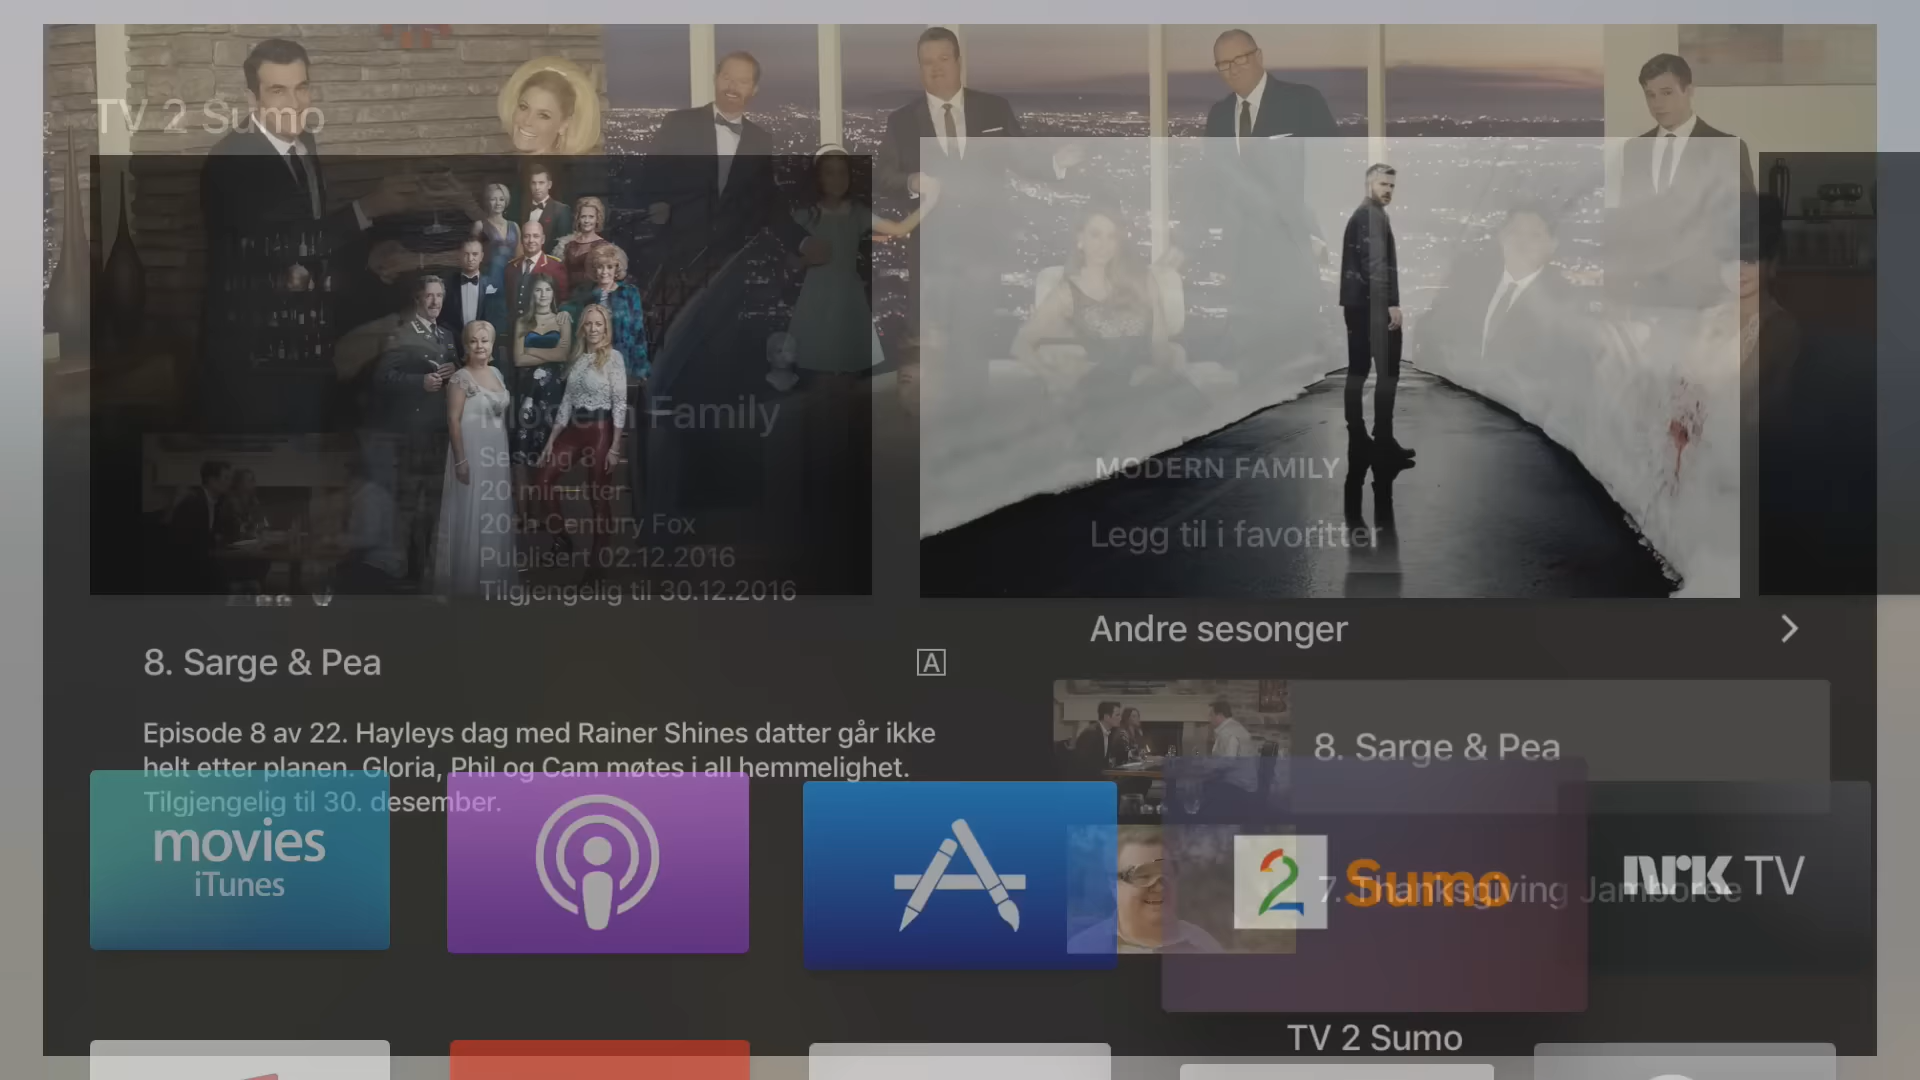 TV 2 Sumo
Modern Family
Sesong 8
20 minutter
20th Century Fox
Publisert 02.12.2016
Tilgjengelig til 30.12.2016
MODERN FAMILY
Legg til i favoritter
Andre sesonger
8. Sarge & Pea
A
Episode 8 av 22. Hayleys dag med Rainer Shines datter går ikke
helt etter planen. Gloria, Phil og Cam møtes i all hemmelighet.
Tilgjengelig til 30. desember.
8. Sarge & Pea
7. Thanksgiving Jamboree
movies
iTunes
2 Sumo
NRK TV
TV 2 Sumo